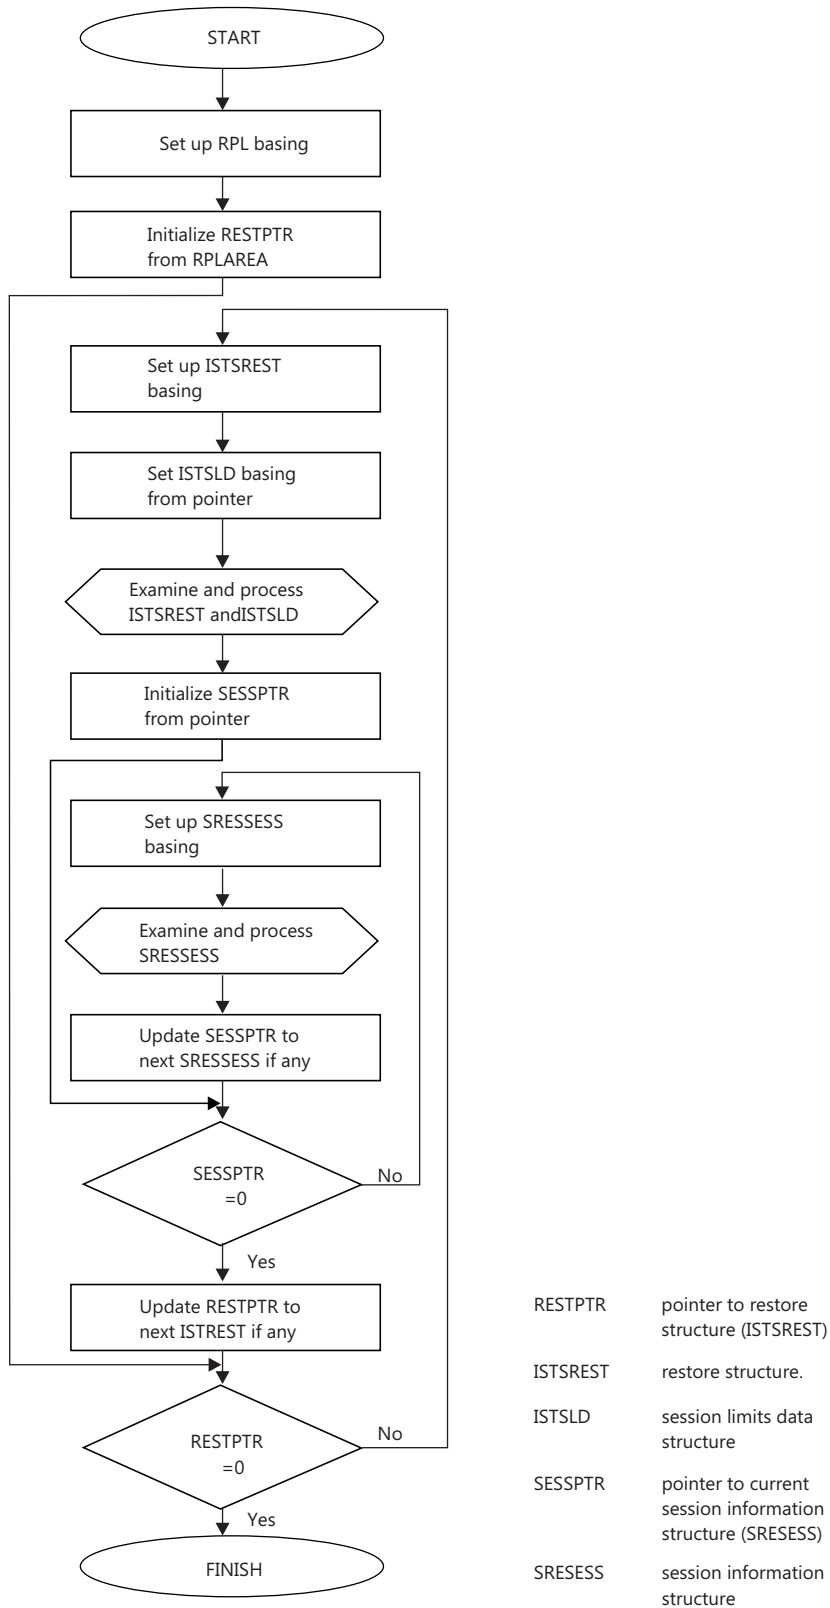 START
Set up RPL basing
Initialize RESTPTR
from RPLAREA
Set up ISTSREST
basing
Set ISTSLD basing
from pointer
Examine and process
ISTSREST andISTSLD
Initialize SESSPTR
from pointer
Set up SRESSESS
basing
Examine and process
SRESSESS
Update SESSPTR to
next SRESSESS if any
SESSPTR
=0
No
Yes
Update RESTPTR to
next ISTREST if any
RESTPTR
=0
No
Yes
FINISH
RESTPTR pointer to restore
structure (ISTSREST)
ISTSREST restore structure.
ISTSLD session limits data
structure
SESSPTR pointer to current
session information
structure (SRESESS)
SRESESS session information
structure